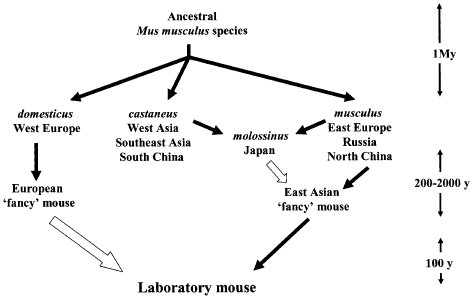 Ancestral
Mus musculus species
1My
domesticus
West Europe
castaneus
West Asia
Southeast Asia
South China
molossinus
Japan
musculus
East Europe
Russia
North China
200-2000 y
European
‘fancy’ mouse
East Asian
‘fancy’ mouse
100 y
Laboratory mouse